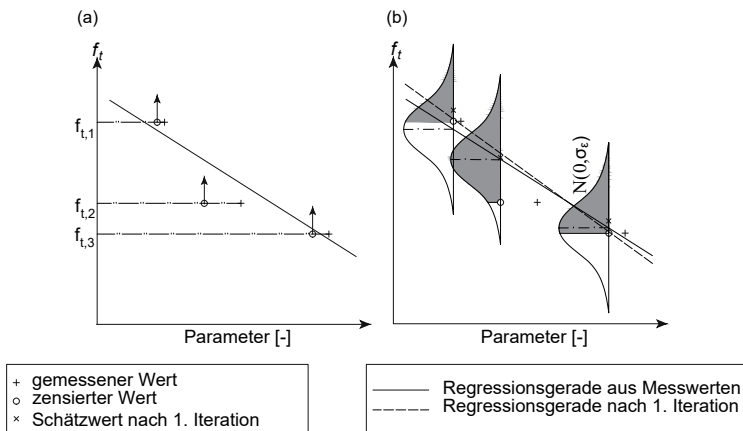 (a)
(b)
f_t
f_t
f_t,1
f_t,2
f_t,3
N(0,σ_ε)
Parameter [-]
Parameter [-]
+ gemessener Wert
o zensierter Wert
× Schätzwert nach 1. Iteration
Regressionsgerade aus Messwerten
Regressionsgerade nach 1. Iteration